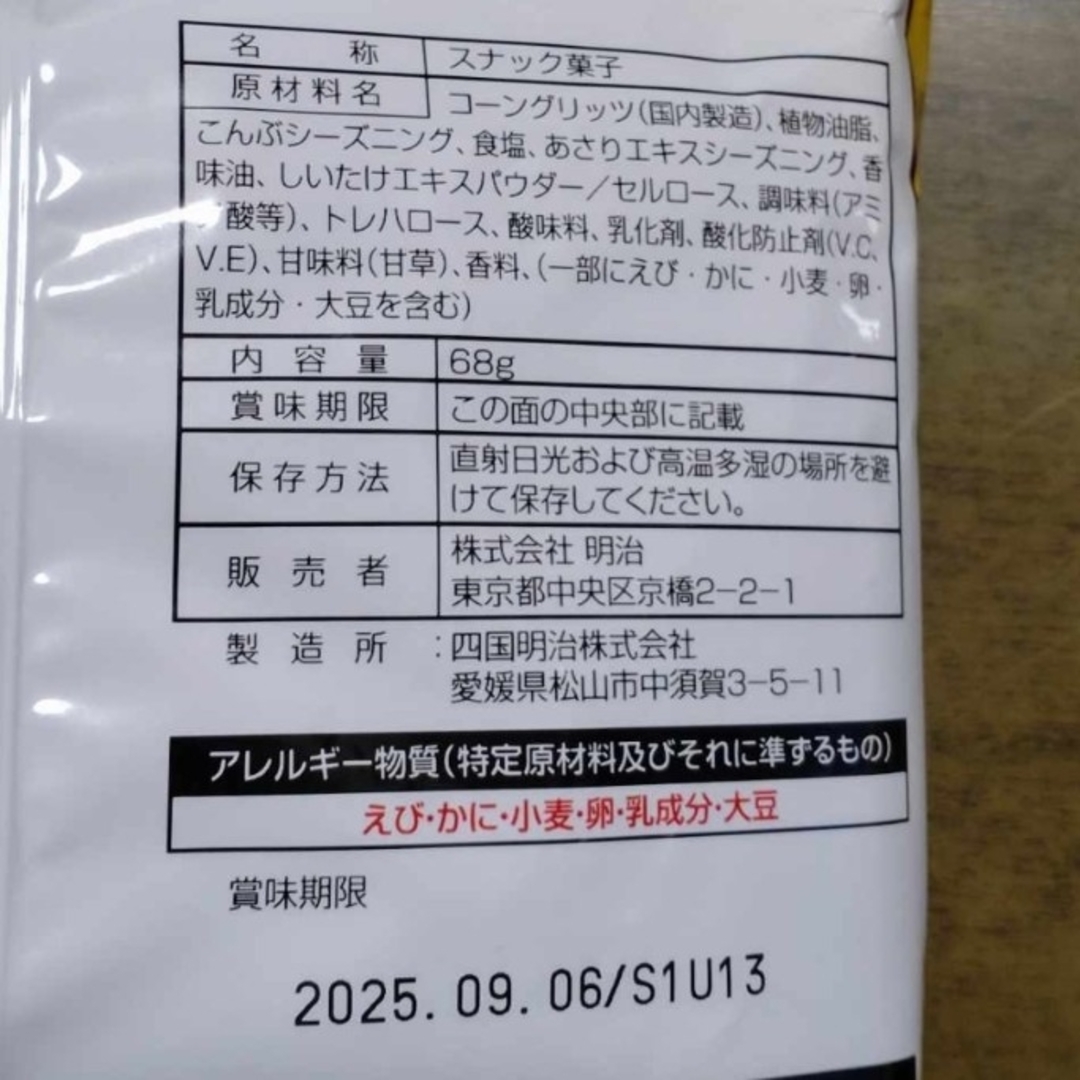 名称 スナック菓子
原材料名 コーングリッツ(国内製造)、植物油脂、
こんぶシーズニング、食塩、あさりエキスシーズニング、香
味油、しいたけエキスパウダー/セルロース、調味料(アミ
ノ酸等)、トレハロース、酸味料、乳化剤、酸化防止剤(V.C、
V.E)、甘味料(甘草)、香料、(一部にえび・かに・小麦・卵・
乳成分・大豆を含む)
内容量 68g
賞味期限 この面の中央部に記載
保存方法 直射日光および高温多湿の場所を避
けて保存してください。
販売者 株式会社 明治
東京都中央区京橋2-2-1
製造所 :四国明治株式会社
愛媛県松山市中須賀3-5-11
アレルギー物質(特定原材料及びそれに準ずるもの)
えび・かに・小麦・卵・乳成分・大豆
賞味期限
2025.09.06/S1U13